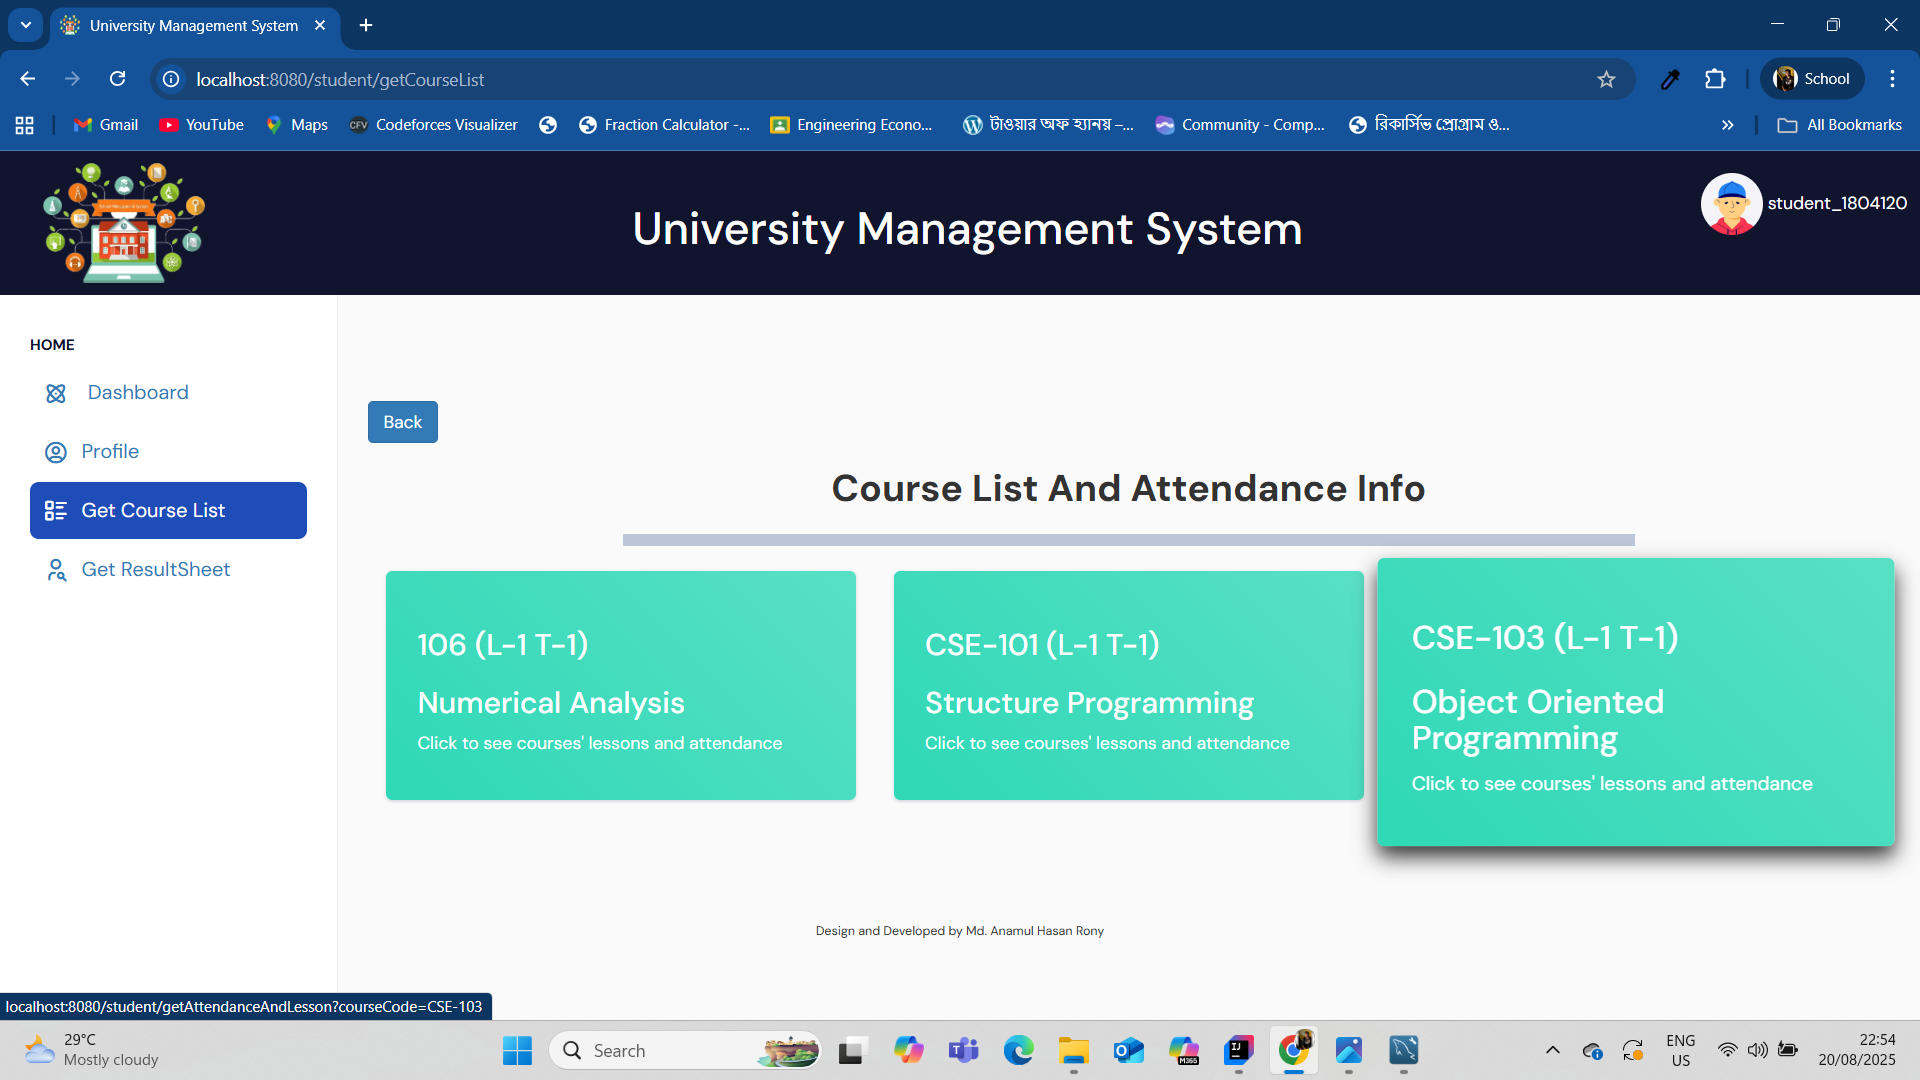 University Management System
localhost:8080/student/getCourseList
School
Gmail
YouTube
Maps
CFV
Codeforces Visualizer
Fraction Calculator -...
Engineering Econo...
টাওয়ার অফ হ্যানয় –...
Community - Comp...
রিকার্সিভ প্রোগ্রাম ও...
All Bookmarks
University Management System
student_1804120
HOME
Dashboard
Profile
Get Course List
Get ResultSheet
Back
Course List And Attendance Info
106 (L-1 T-1)
Numerical Analysis
Click to see courses' lessons and attendance
CSE-101 (L-1 T-1)
Structure Programming
Click to see courses' lessons and attendance
CSE-103 (L-1 T-1)
Object Oriented
Programming
Click to see courses' lessons and attendance
Design and Developed by Md. Anamul Hasan Rony
localhost:8080/student/getAttendanceAndLesson?courseCode=CSE-103
29°C
Mostly cloudy
Search
M365
IJ
ENG
US
22:54
20/08/2025